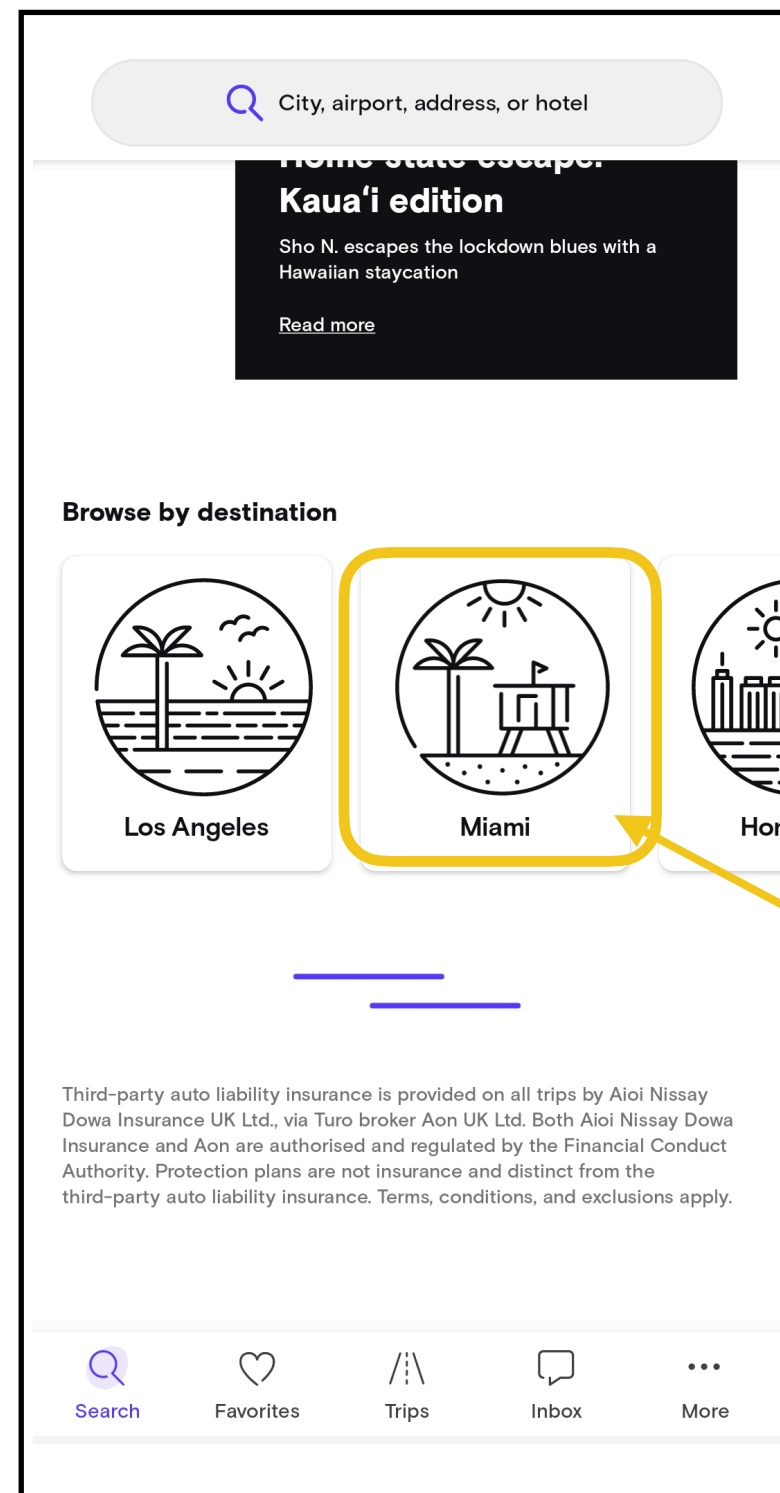 City, airport, address, or hotel
Home state escape:
Kauaʻi edition
Sho N. escapes the lockdown blues with a
Hawaiian staycation
Read more
Browse by destination
Los Angeles
Miami
Third-party auto liability insurance is provided on all trips by Aioi Nissay
Dowa Insurance UK Ltd., via Turo broker Aon UK Ltd. Both Aioi Nissay Dowa
Insurance and Aon are authorised and regulated by the Financial Conduct
Authority. Protection plans are not insurance and distinct from the
third-party auto liability insurance. Terms, conditions, and exclusions apply.
Search
Favorites
Trips
Inbox
More